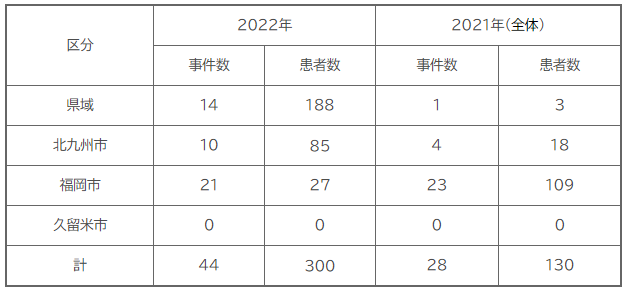 区分 2022年 2021年(全体)
事件数 患者数 事件数 患者数
県域 14 188 1 3
北九州市 10 85 4 18
福岡市 21 27 23 109
久留米市 0 0 0 0
計 44 300 28 130